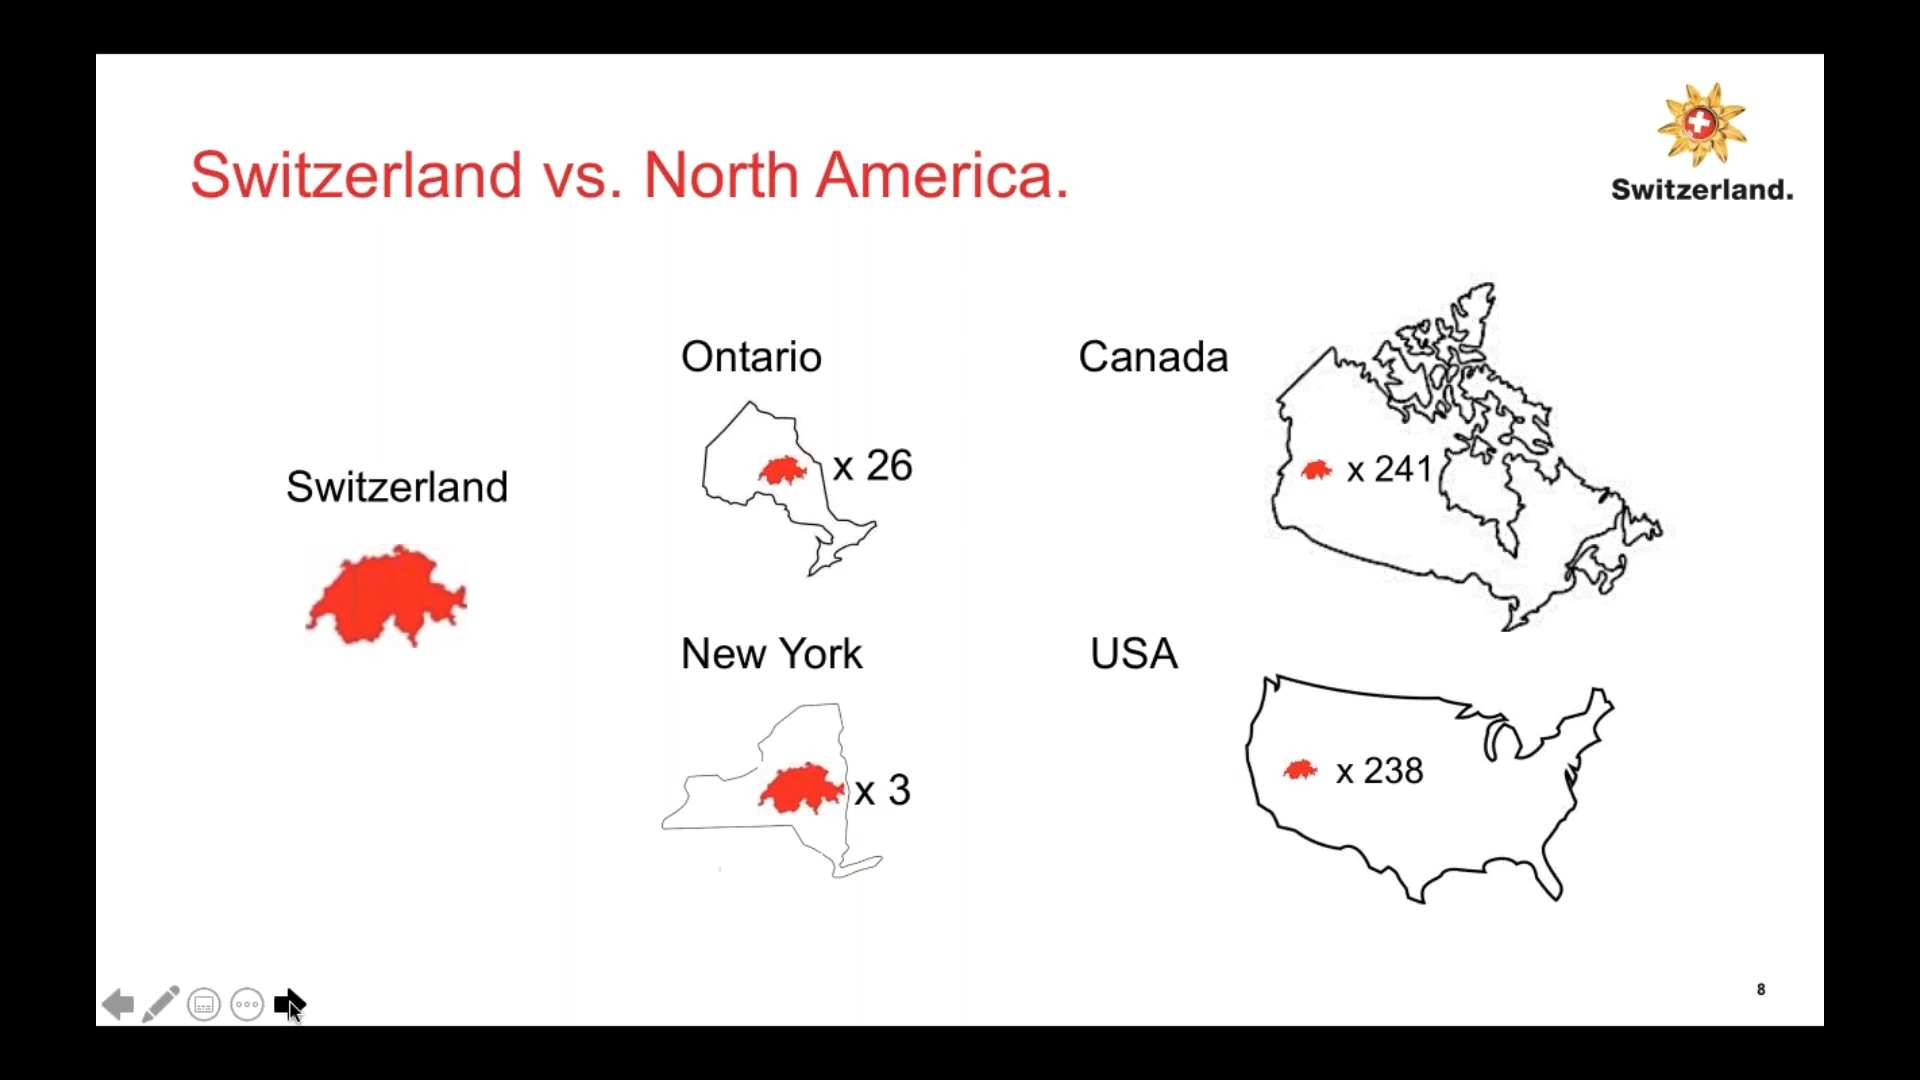 Switzerland vs. North America.
Switzerland.
Ontario
x 26
Canada
x 241
Switzerland
New York
x 3
USA
x 238
8